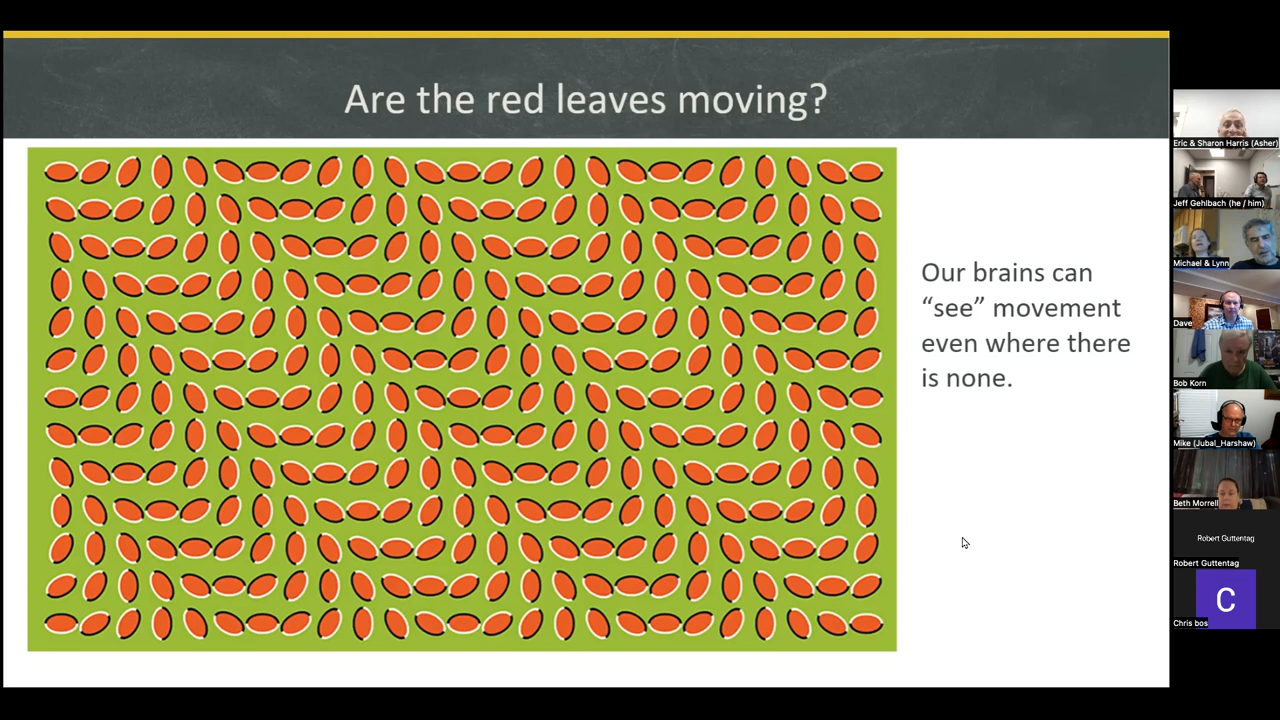 Are the red leaves moving?
Our brains can
“see” movement
even where there
is none.
Eric & Sharon Harris (Asher)
Jeff Gehlbach (he / him)
Michael & Lynn
Dave
Bob Korn
Mike (Jubal_Harshaw)
Beth Morrell
Robert Guttentag
Robert Guttentag
C
Chris bos